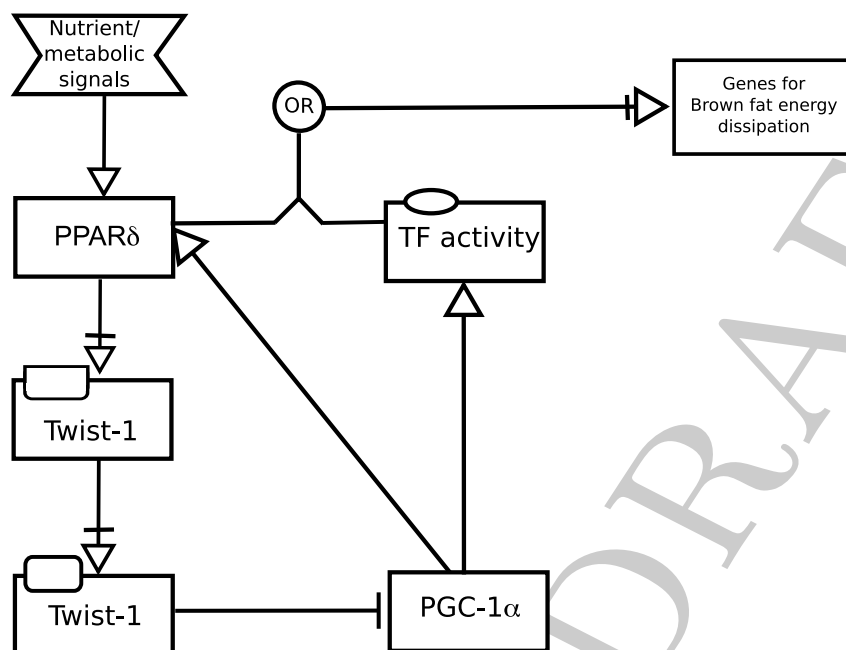 Nutrient/
metabolic
signals
OR
Genes for
Brown fat energy
dissipation
PPARδ
TF activity
Twist-1
Twist-1
PGC-1α
DRA